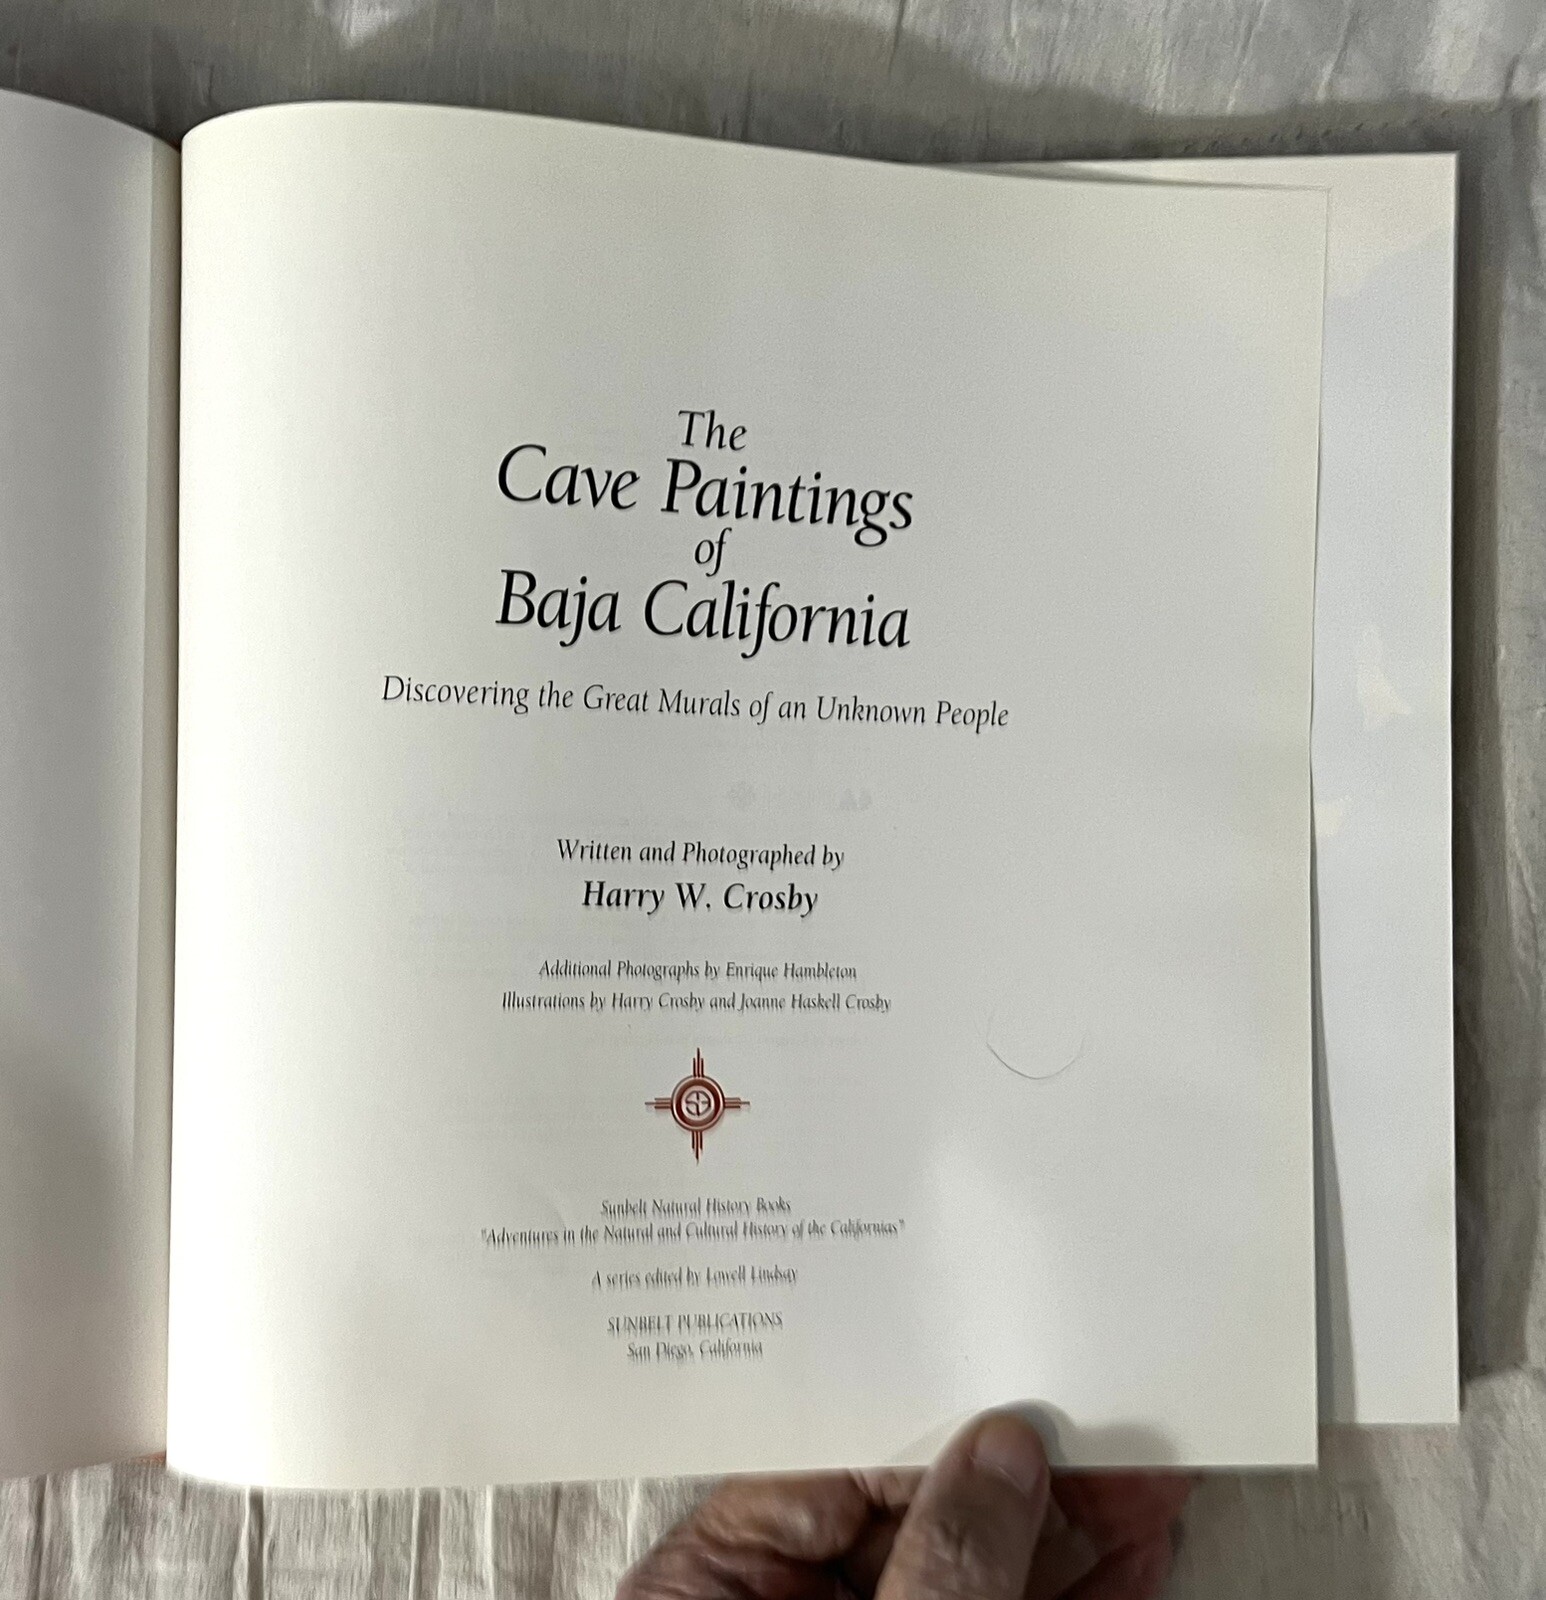 The
Cave Paintings
of
Baja California
Discovering the Great Murals of an Unknown People
Written and Photographed by
Harry W. Crosby
Additional Photographs by Enrique Hambleton
Illustrations by Harry Crosby and Joanne Haskell Crosby
Sunbelt Natural History Books
"Adventures in the Natural and Cultural History of the Californias"
A series edited by Lowell Lindsay
SUNBELT PUBLICATIONS
San Diego, California